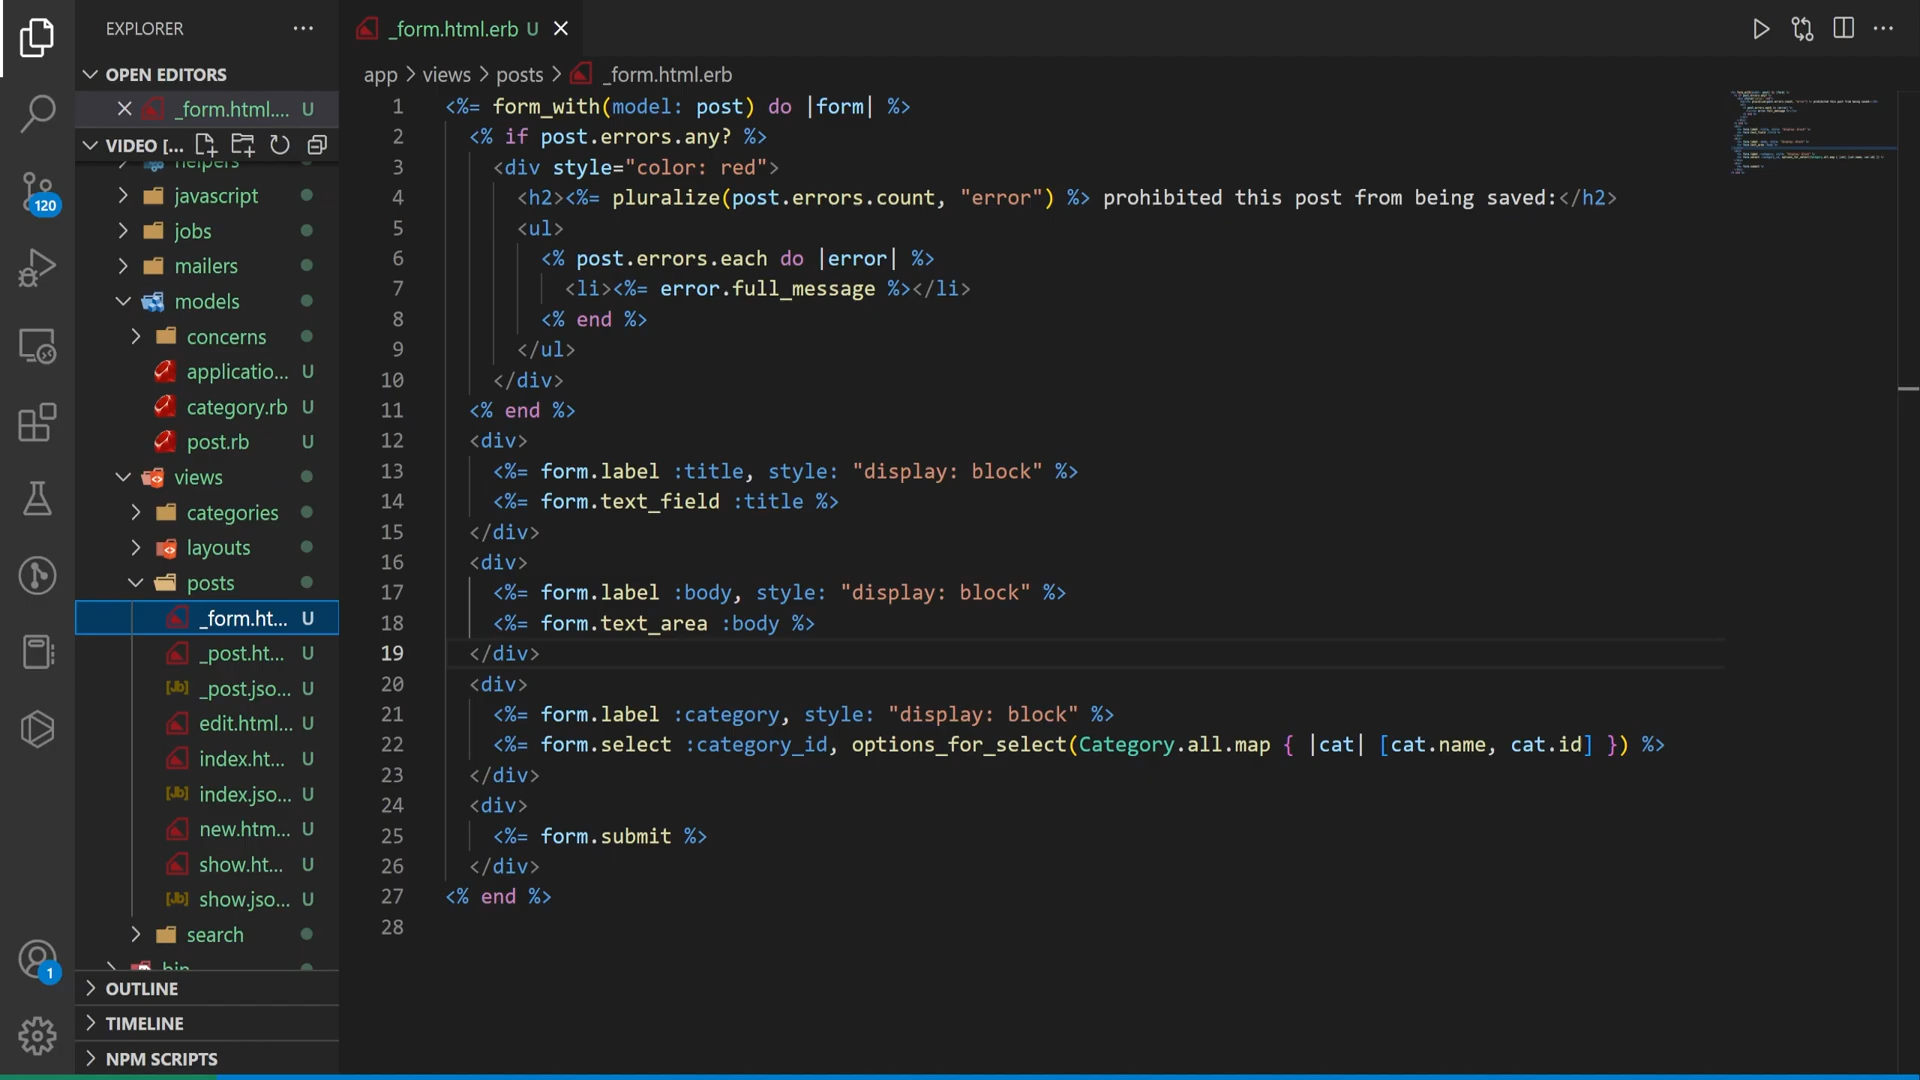 EXPLORER
OPEN EDITORS
_form.html.... U
VIDEO [...
helpers
javascript
jobs
mailers
models
concerns
applicatio... U
category.rb U
post.rb U
views
categories
layouts
posts
_form.ht... U
_post.ht... U
[Jb] _post.jso... U
edit.html... U
index.ht... U
[Jb] index.jso... U
new.htm... U
show.ht... U
[Jb] show.jso... U
search
bin
OUTLINE
TIMELINE
NPM SCRIPTS
120
1
_form.html.erb U
app > views > posts > _form.html.erb
1 <%= form_with(model: post) do |form| %>
2 <% if post.errors.any? %>
3 <div style="color: red">
4 <h2><%= pluralize(post.errors.count, "error") %> prohibited this post from being saved:</h2>
5 <ul>
6 <% post.errors.each do |error| %>
7 <li><%= error.full_message %></li>
8 <% end %>
9 </ul>
10 </div>
11 <% end %>
12 <div>
13 <%= form.label :title, style: "display: block" %>
14 <%= form.text_field :title %>
15 </div>
16 <div>
17 <%= form.label :body, style: "display: block" %>
18 <%= form.text_area :body %>
19 </div>
20 <div>
21 <%= form.label :category, style: "display: block" %>
22 <%= form.select :category_id, options_for_select(Category.all.map { |cat| [cat.name, cat.id] }) %>
23 </div>
24 <div>
25 <%= form.submit %>
26 </div>
27 <% end %>
28